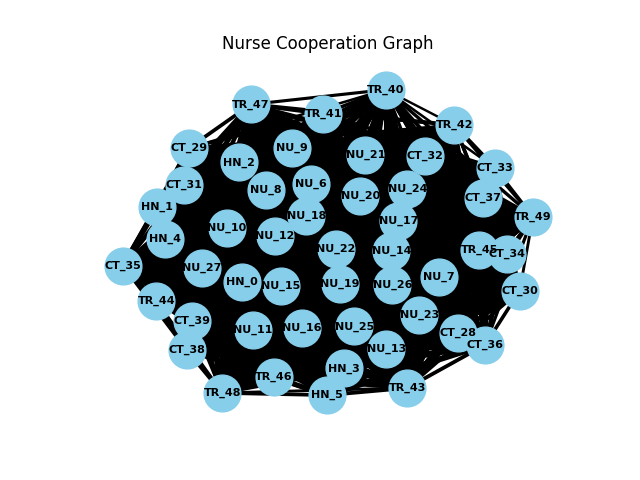 Nurse Cooperation Graph
TR_40
TR_47
TR_41
TR_42
CT_29
NU_9
NU_21
CT_32
HN_2
CT_33
CT_31
NU_8
NU_6
NU_20
NU_24
CT_37
HN_1
NU_18
NU_17
TR_49
HN_4
NU_10
NU_12
NU_22
NU_14
TR_45
CT_34
CT_35
NU_27
HN_0
NU_15
NU_19
NU_26
NU_7
CT_30
TR_44
CT_39
NU_11
NU_16
NU_25
NU_23
CT_28
CT_38
NU_13
CT_36
TR_46
HN_3
TR_48
HN_5
TR_43